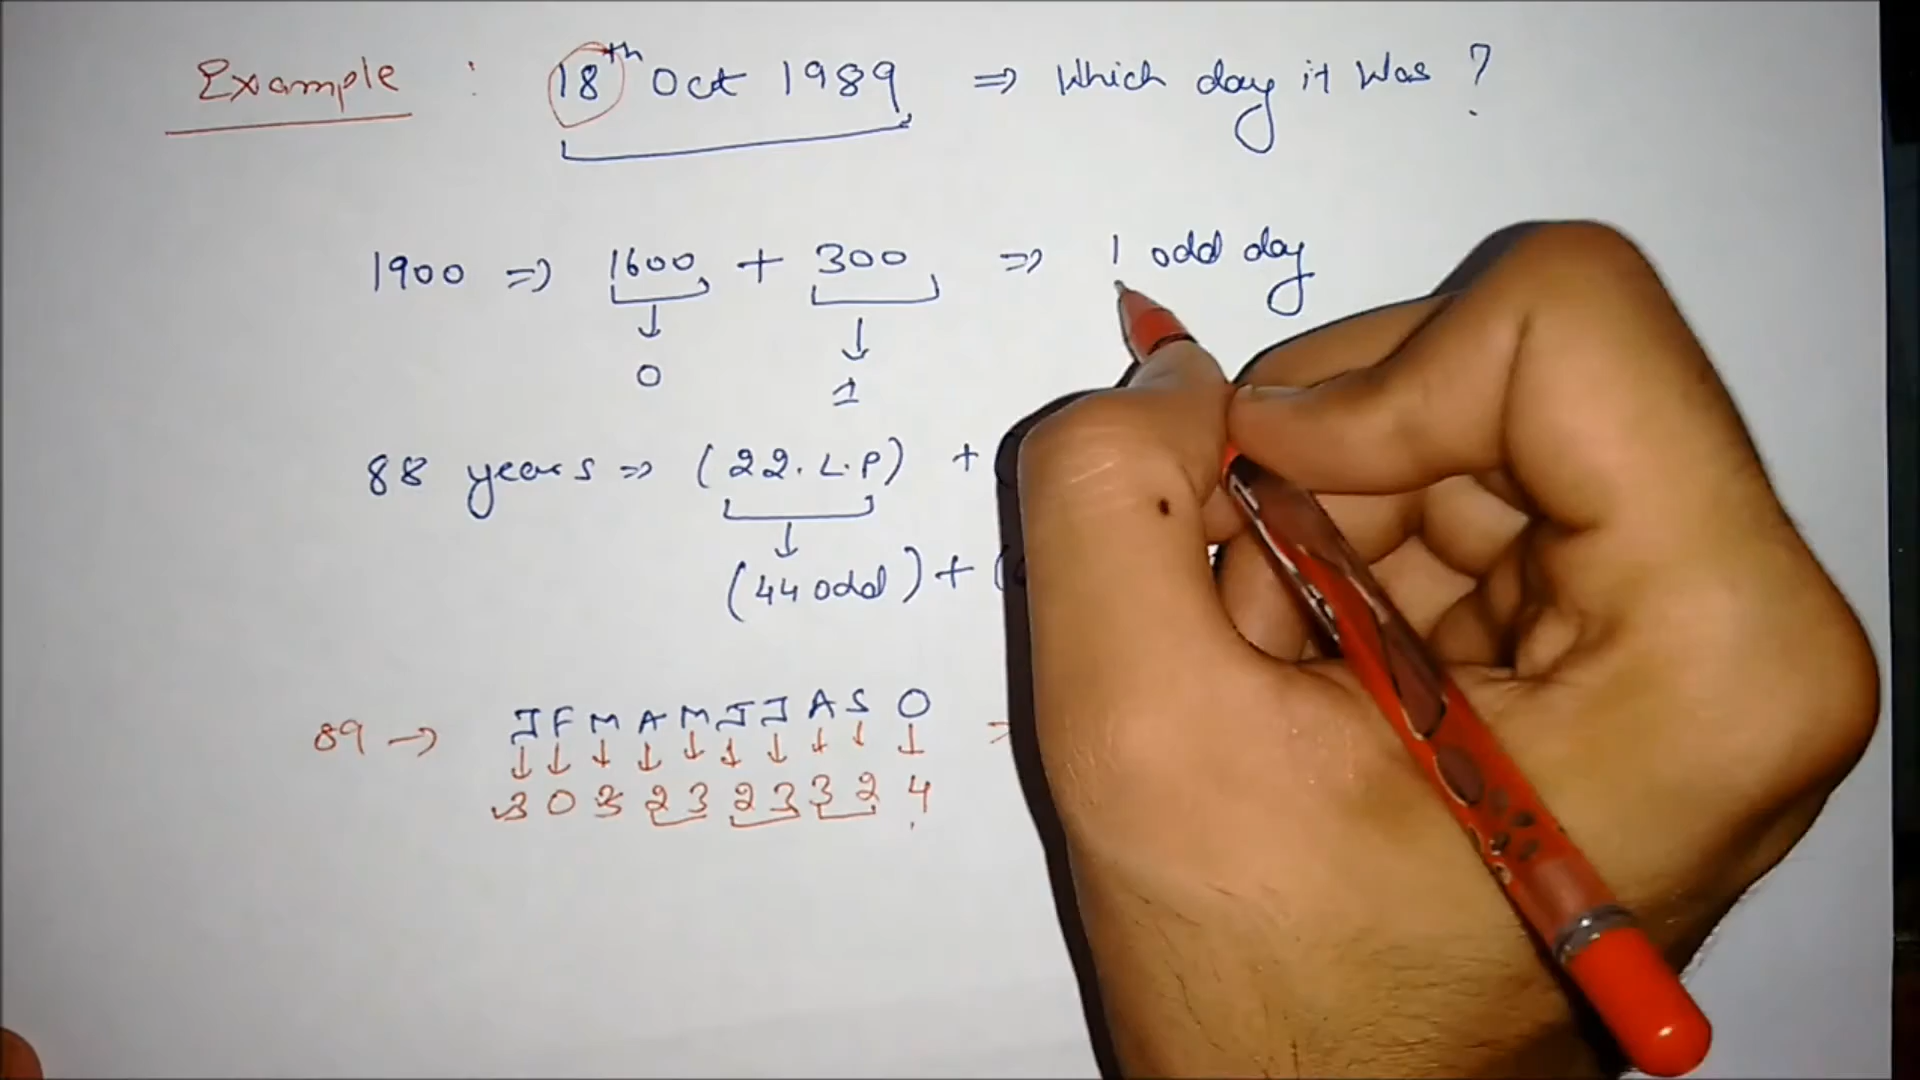 Example : 18th Oct 1989 => Which day it was ?
1900 => 1600 + 300 => 1 odd day
0 1
88 years => (22. L.P) +
(44 odd) + (
89 → J F M A M J J A S O =>
3 0 3 2 3 2 3 3 2 4